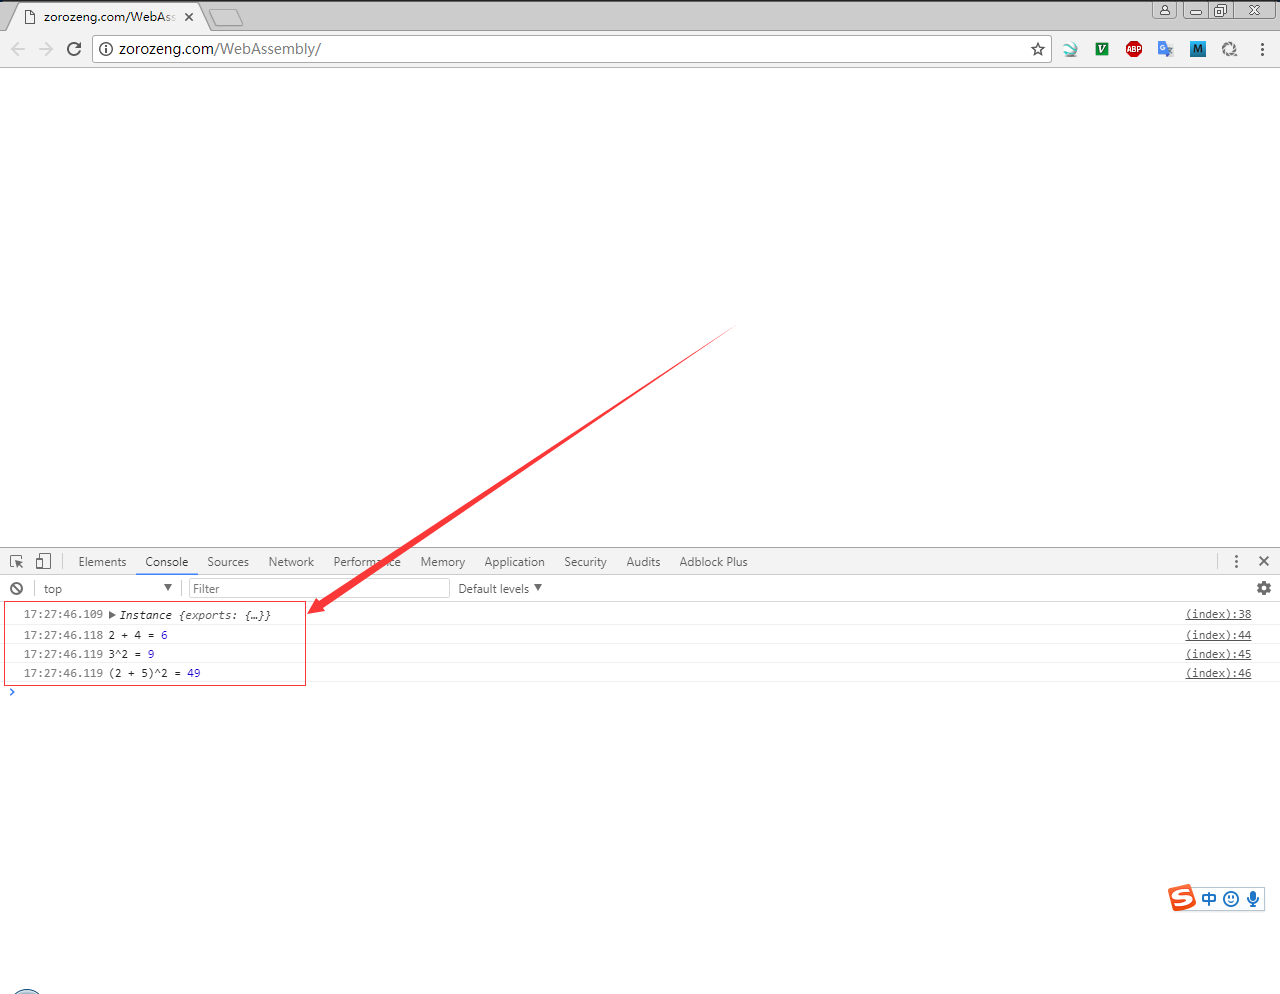 zorozeng.com/WebAss
zorozeng.com/WebAssembly/
V
ABP
G
M
Elements Console Sources Network Performance Memory Application Security Audits Adblock Plus
top Filter Default levels
17:27:46.109 Instance {exports: {…}} (index):38
17:27:46.118 2 + 4 = 6 (index):44
17:27:46.119 3^2 = 9 (index):45
17:27:46.119 (2 + 5)^2 = 49 (index):46
S 中